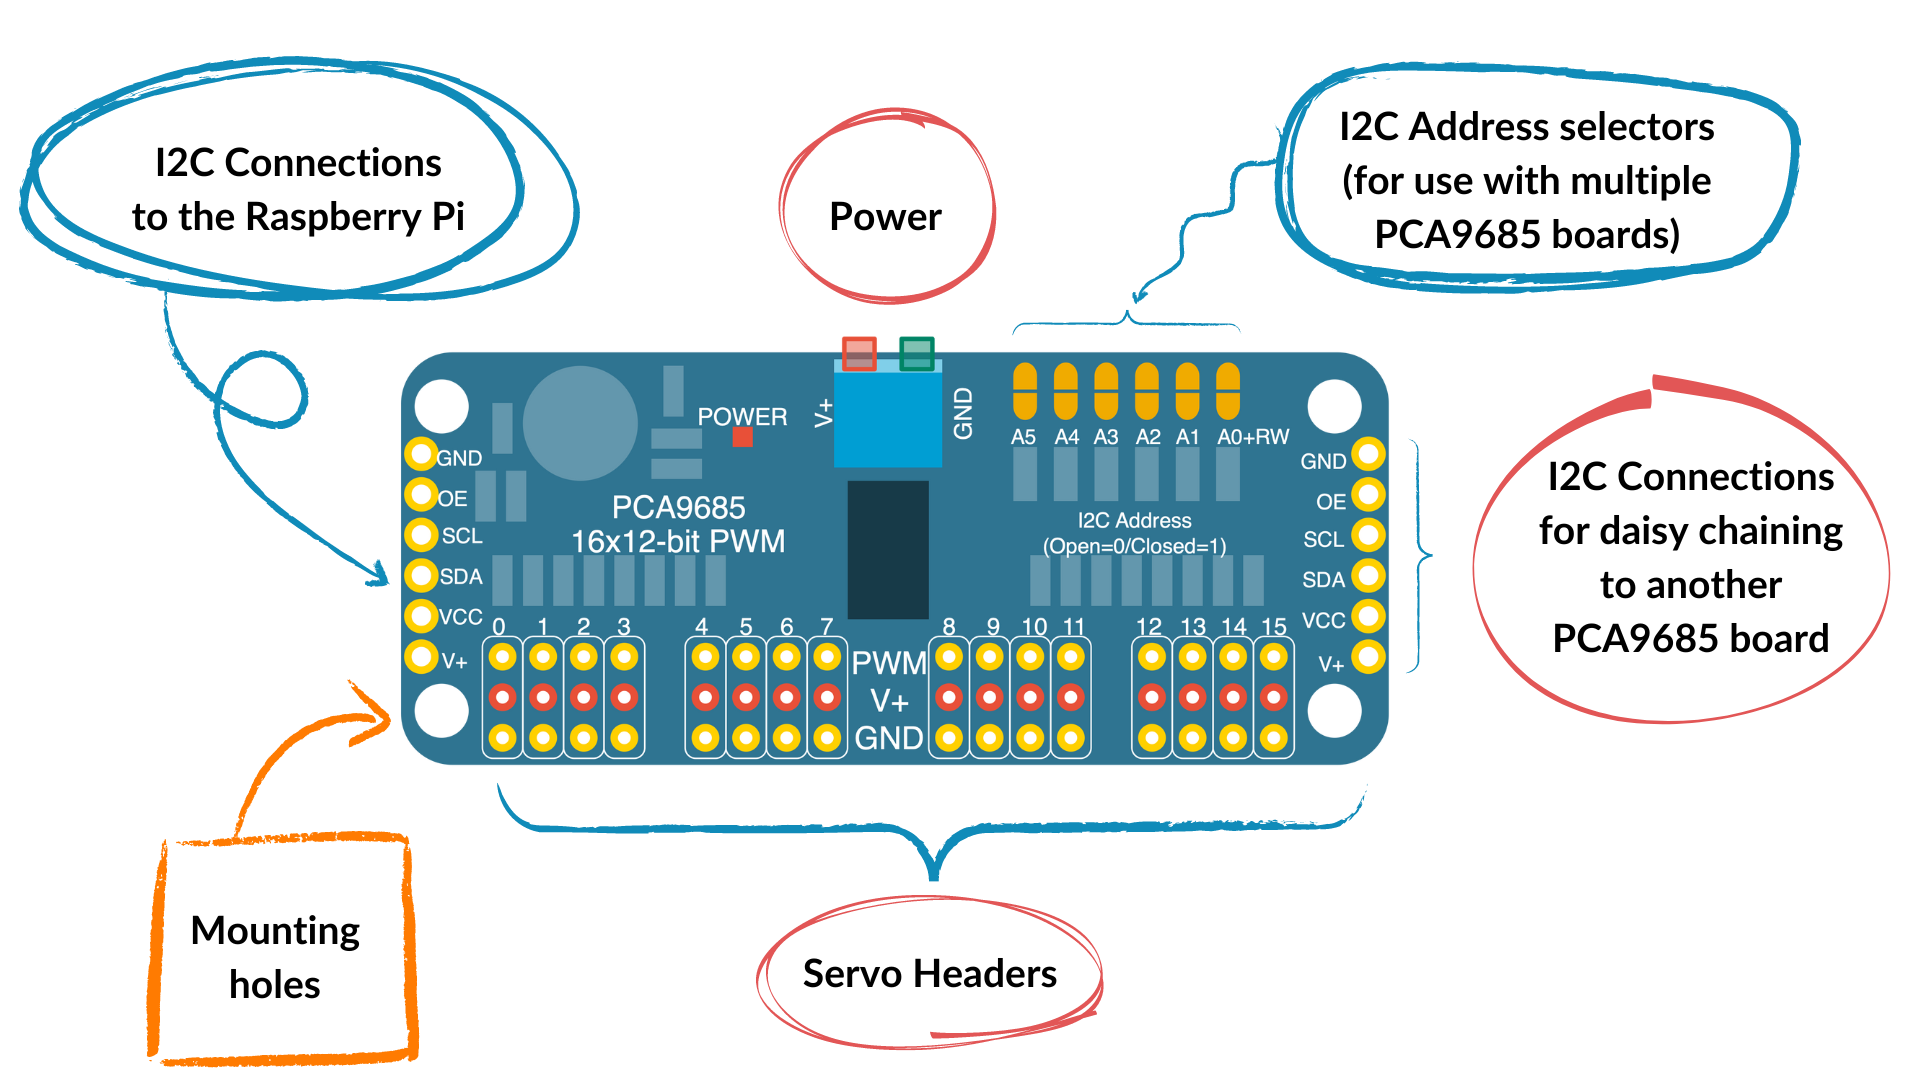 I2C Connections
to the Raspberry Pi
Power
I2C Address selectors
(for use with multiple
PCA9685 boards)
I2C Connections
for daisy chaining
to another
PCA9685 board
Mounting
holes
Servo Headers
GND
OE
SCL
SDA
VCC
V+
POWER
V+
GND
PCA9685
16x12-bit PWM
A5 A4 A3 A2 A1 A0+RW
I2C Address
(Open=0/Closed=1)
GND
OE
SCL
SDA
VCC
V+
0 1 2 3 4 5 6 7 8 9 10 11 12 13 14 15
PWM
V+
GND